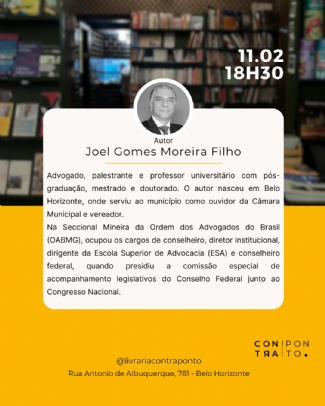 11.02
18H30
Autor
Joel Gomes Moreira Filho
Advogado, palestrante e professor universitário com pós-
graduação, mestrado e doutorado. O autor nasceu em Belo
Horizonte, onde serviu ao município como ouvidor da Câmara
Municipal e vereador.
Na Seccional Mineira da Ordem dos Advogados do Brasil
(OABMG), ocupou os cargos de conselheiro, diretor institucional,
dirigente da Escola Superior de Advocacia (ESA) e conselheiro
federal, quando presidiu a comissão especial de
acompanhamento legislativos do Conselho Federal junto ao
Congresso Nacional.
CON|PON
TRA|TO.
@livrariacontraponto
Rua Antonio de Albuquerque, 781 - Belo Horizonte